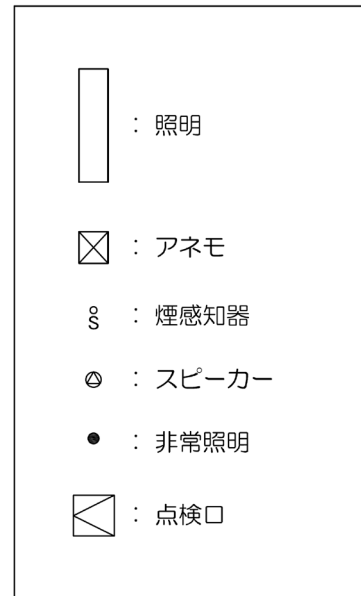 : 照明
: アネモ
S : 煙感知器
: スピーカー
: 非常照明
: 点検口